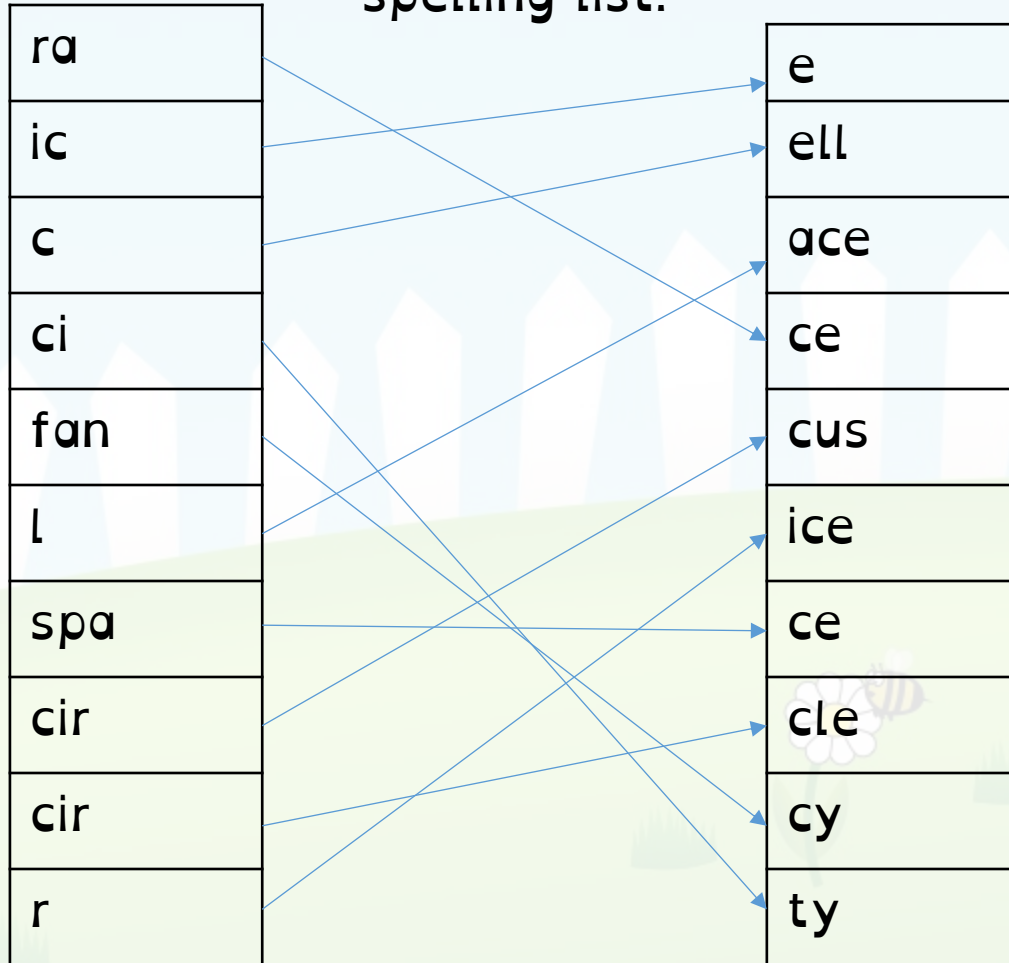 spelling list.
ra
ic
c
ci
fan
l
spa
cir
cir
r
e
ell
ace
ce
cus
ice
ce
cle
cy
ty